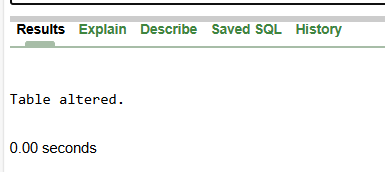 Results Explain Describe Saved SQL History
Table altered.
0.00 seconds